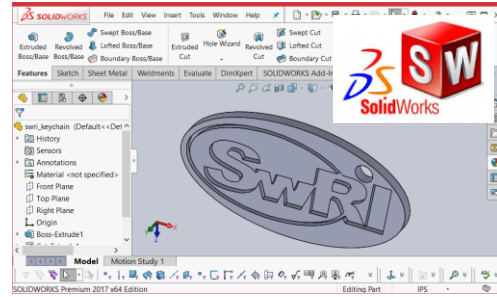 SOLIDWORKS File Edit View Insert Tools Window Help
Extruded Boss/Base Revolved Boss/Base Swept Boss/Base Lofted Boss/Base Boundary Boss/Base Extruded Cut Hole Wizard Revolved Cut Swept Cut Lofted Cut Boundary Cut
Features Sketch Sheet Metal Weldments Evaluate DimXpert SOLIDWORKS Add-I
SW
SolidWorks
swri_keychain (Default<<Def
History
Sensors
Annotations
Material <not specified>
Front Plane
Top Plane
Right Plane
Origin
Boss-Extrude1
SwRI
Model Motion Study 1
SOLIDWORKS Premium 2017 x64 Edition Editing Part IPS